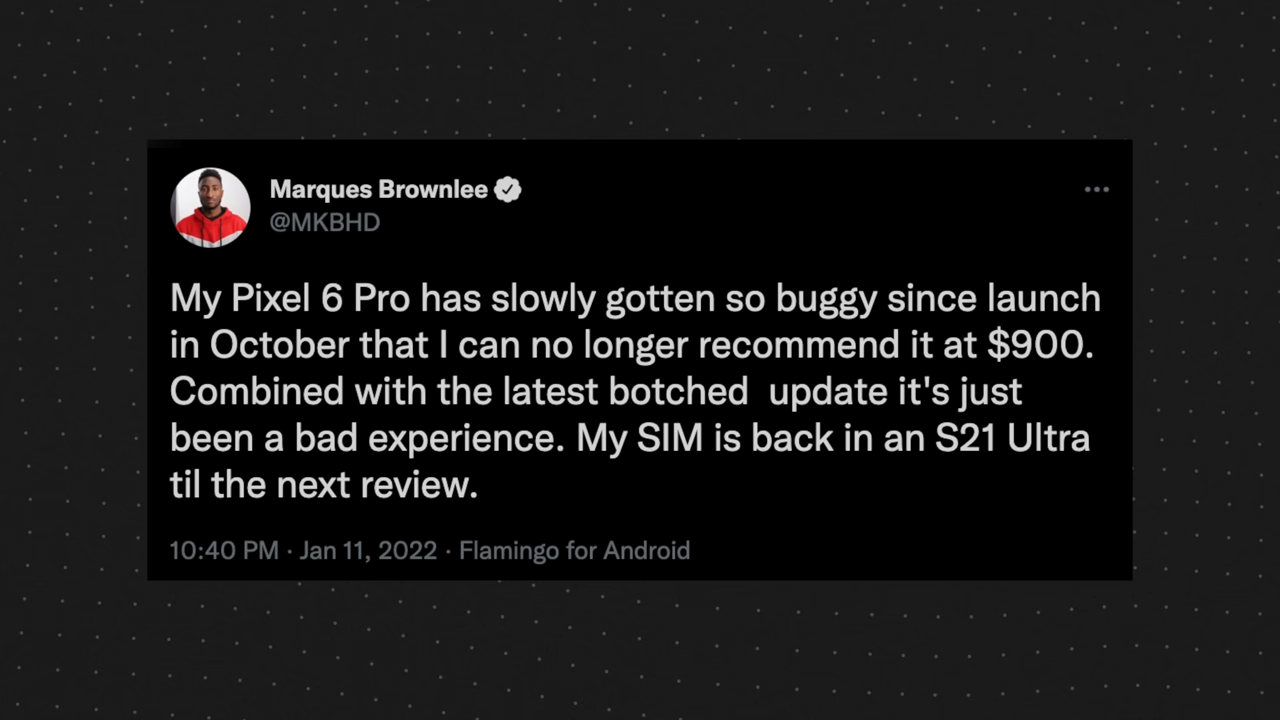 Marques Brownlee
@MKBHD
My Pixel 6 Pro has slowly gotten so buggy since launch
in October that I can no longer recommend it at $900.
Combined with the latest botched  update it's just
been a bad experience. My SIM is back in an S21 Ultra
til the next review.
10:40 PM · Jan 11, 2022 · Flamingo for Android